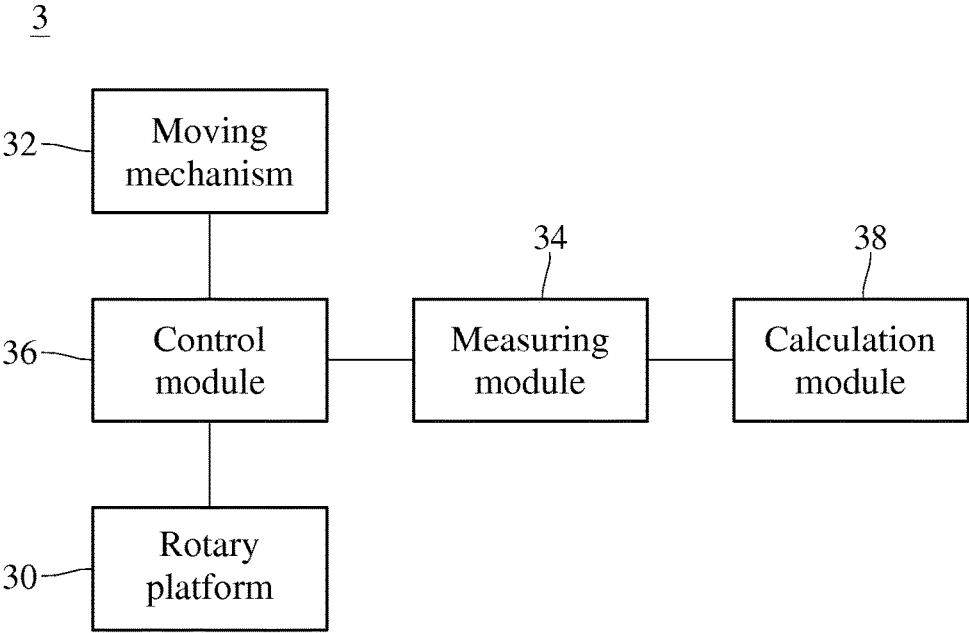 3
32
Moving
mechanism
34
38
36
Control
module
Measuring
module
Calculation
module
30
Rotary
platform